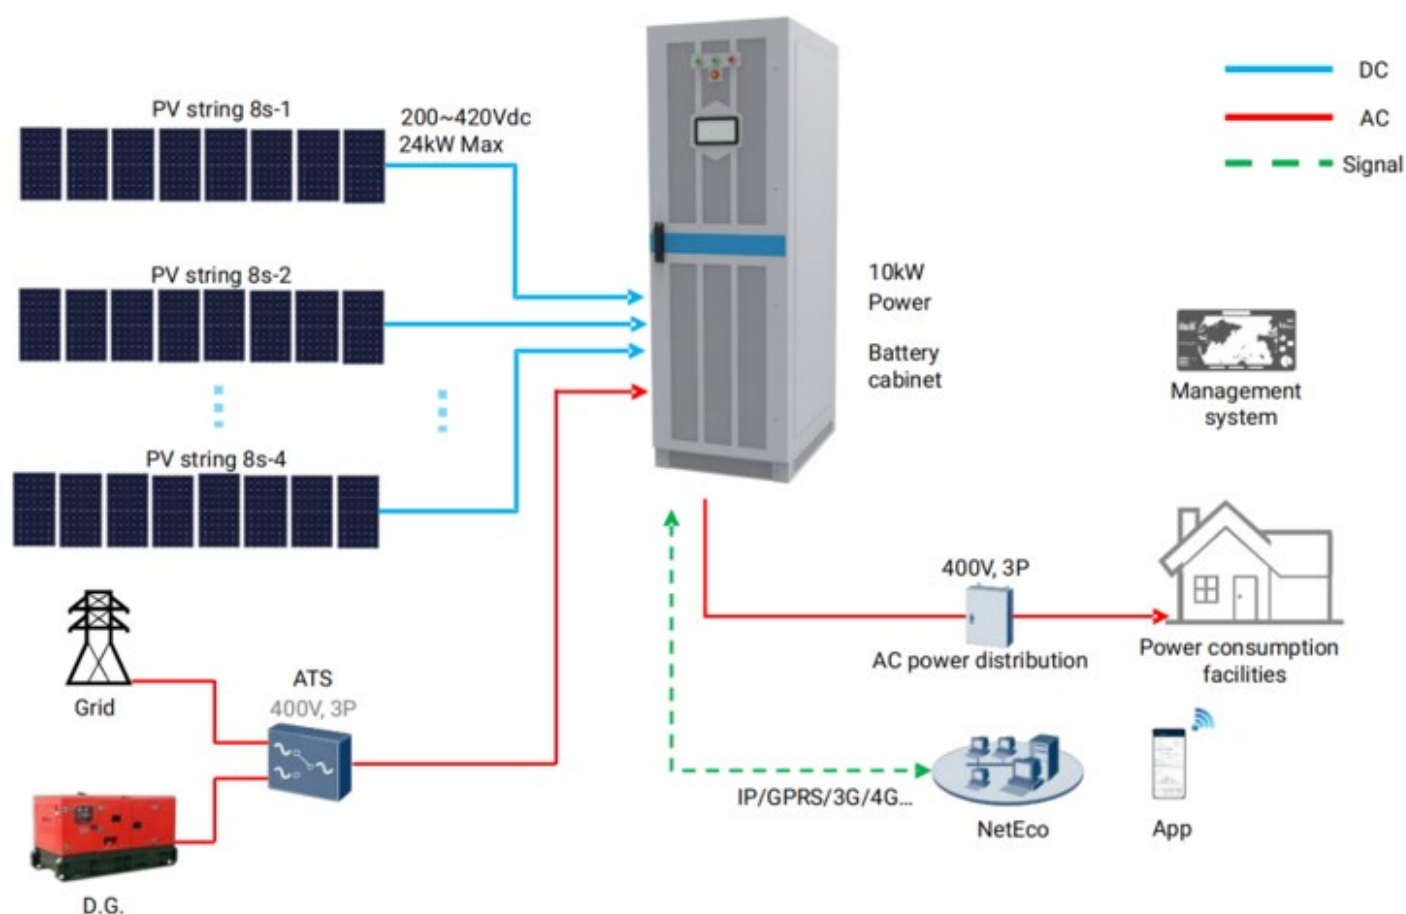 PV string 8s-1
200~420Vdc
24kW Max
DC
AC
Signal
PV string 8s-2
10kW
Power
Battery
cabinet
Management
system
PV string 8s-4
400V, 3P
AC power distribution
Power consumption
facilities
Grid
ATS
400V, 3P
IP/GPRS/3G/4G...
NetEco
App
D.G.